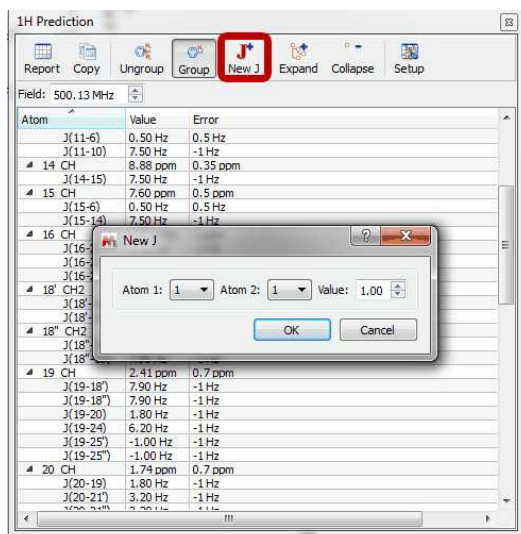 1H Prediction
Report Copy Ungroup Group New J Expand Collapse Setup
Field: 500.13 MHz
Atom Value Error
J(11-6) 0.50 Hz 0.5 Hz
J(11-10) 7.50 Hz -1 Hz
14 CH 8.88 ppm 0.35 ppm
J(14-15) 7.50 Hz -1 Hz
15 CH 7.60 ppm 0.5 ppm
J(15-6) 0.50 Hz 0.5 Hz
J(15-14) 7.50 Hz -1 Hz
16 CH
J(16-
J(16-
J(16-
18' CH2
J(18'-
J(18'-
18" CH2
J(18"-
J(18"-
New J
Atom 1: 1 Atom 2: 1 Value: 1.00
OK Cancel
19 CH 2.41 ppm 0.7 ppm
J(19-18') 7.90 Hz -1 Hz
J(19-18") 7.90 Hz -1 Hz
J(19-20) 1.80 Hz -1 Hz
J(19-24) 6.20 Hz -1 Hz
J(19-25') -1.00 Hz -1 Hz
J(19-25") -1.00 Hz -1 Hz
20 CH 1.74 ppm 0.7 ppm
J(20-19) 1.80 Hz -1 Hz
J(20-21') 3.20 Hz -1 Hz